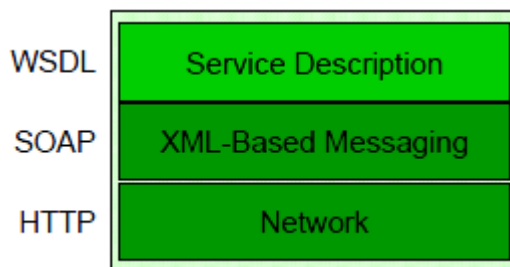 WSDL Service Description
SOAP XML-Based Messaging
HTTP Network